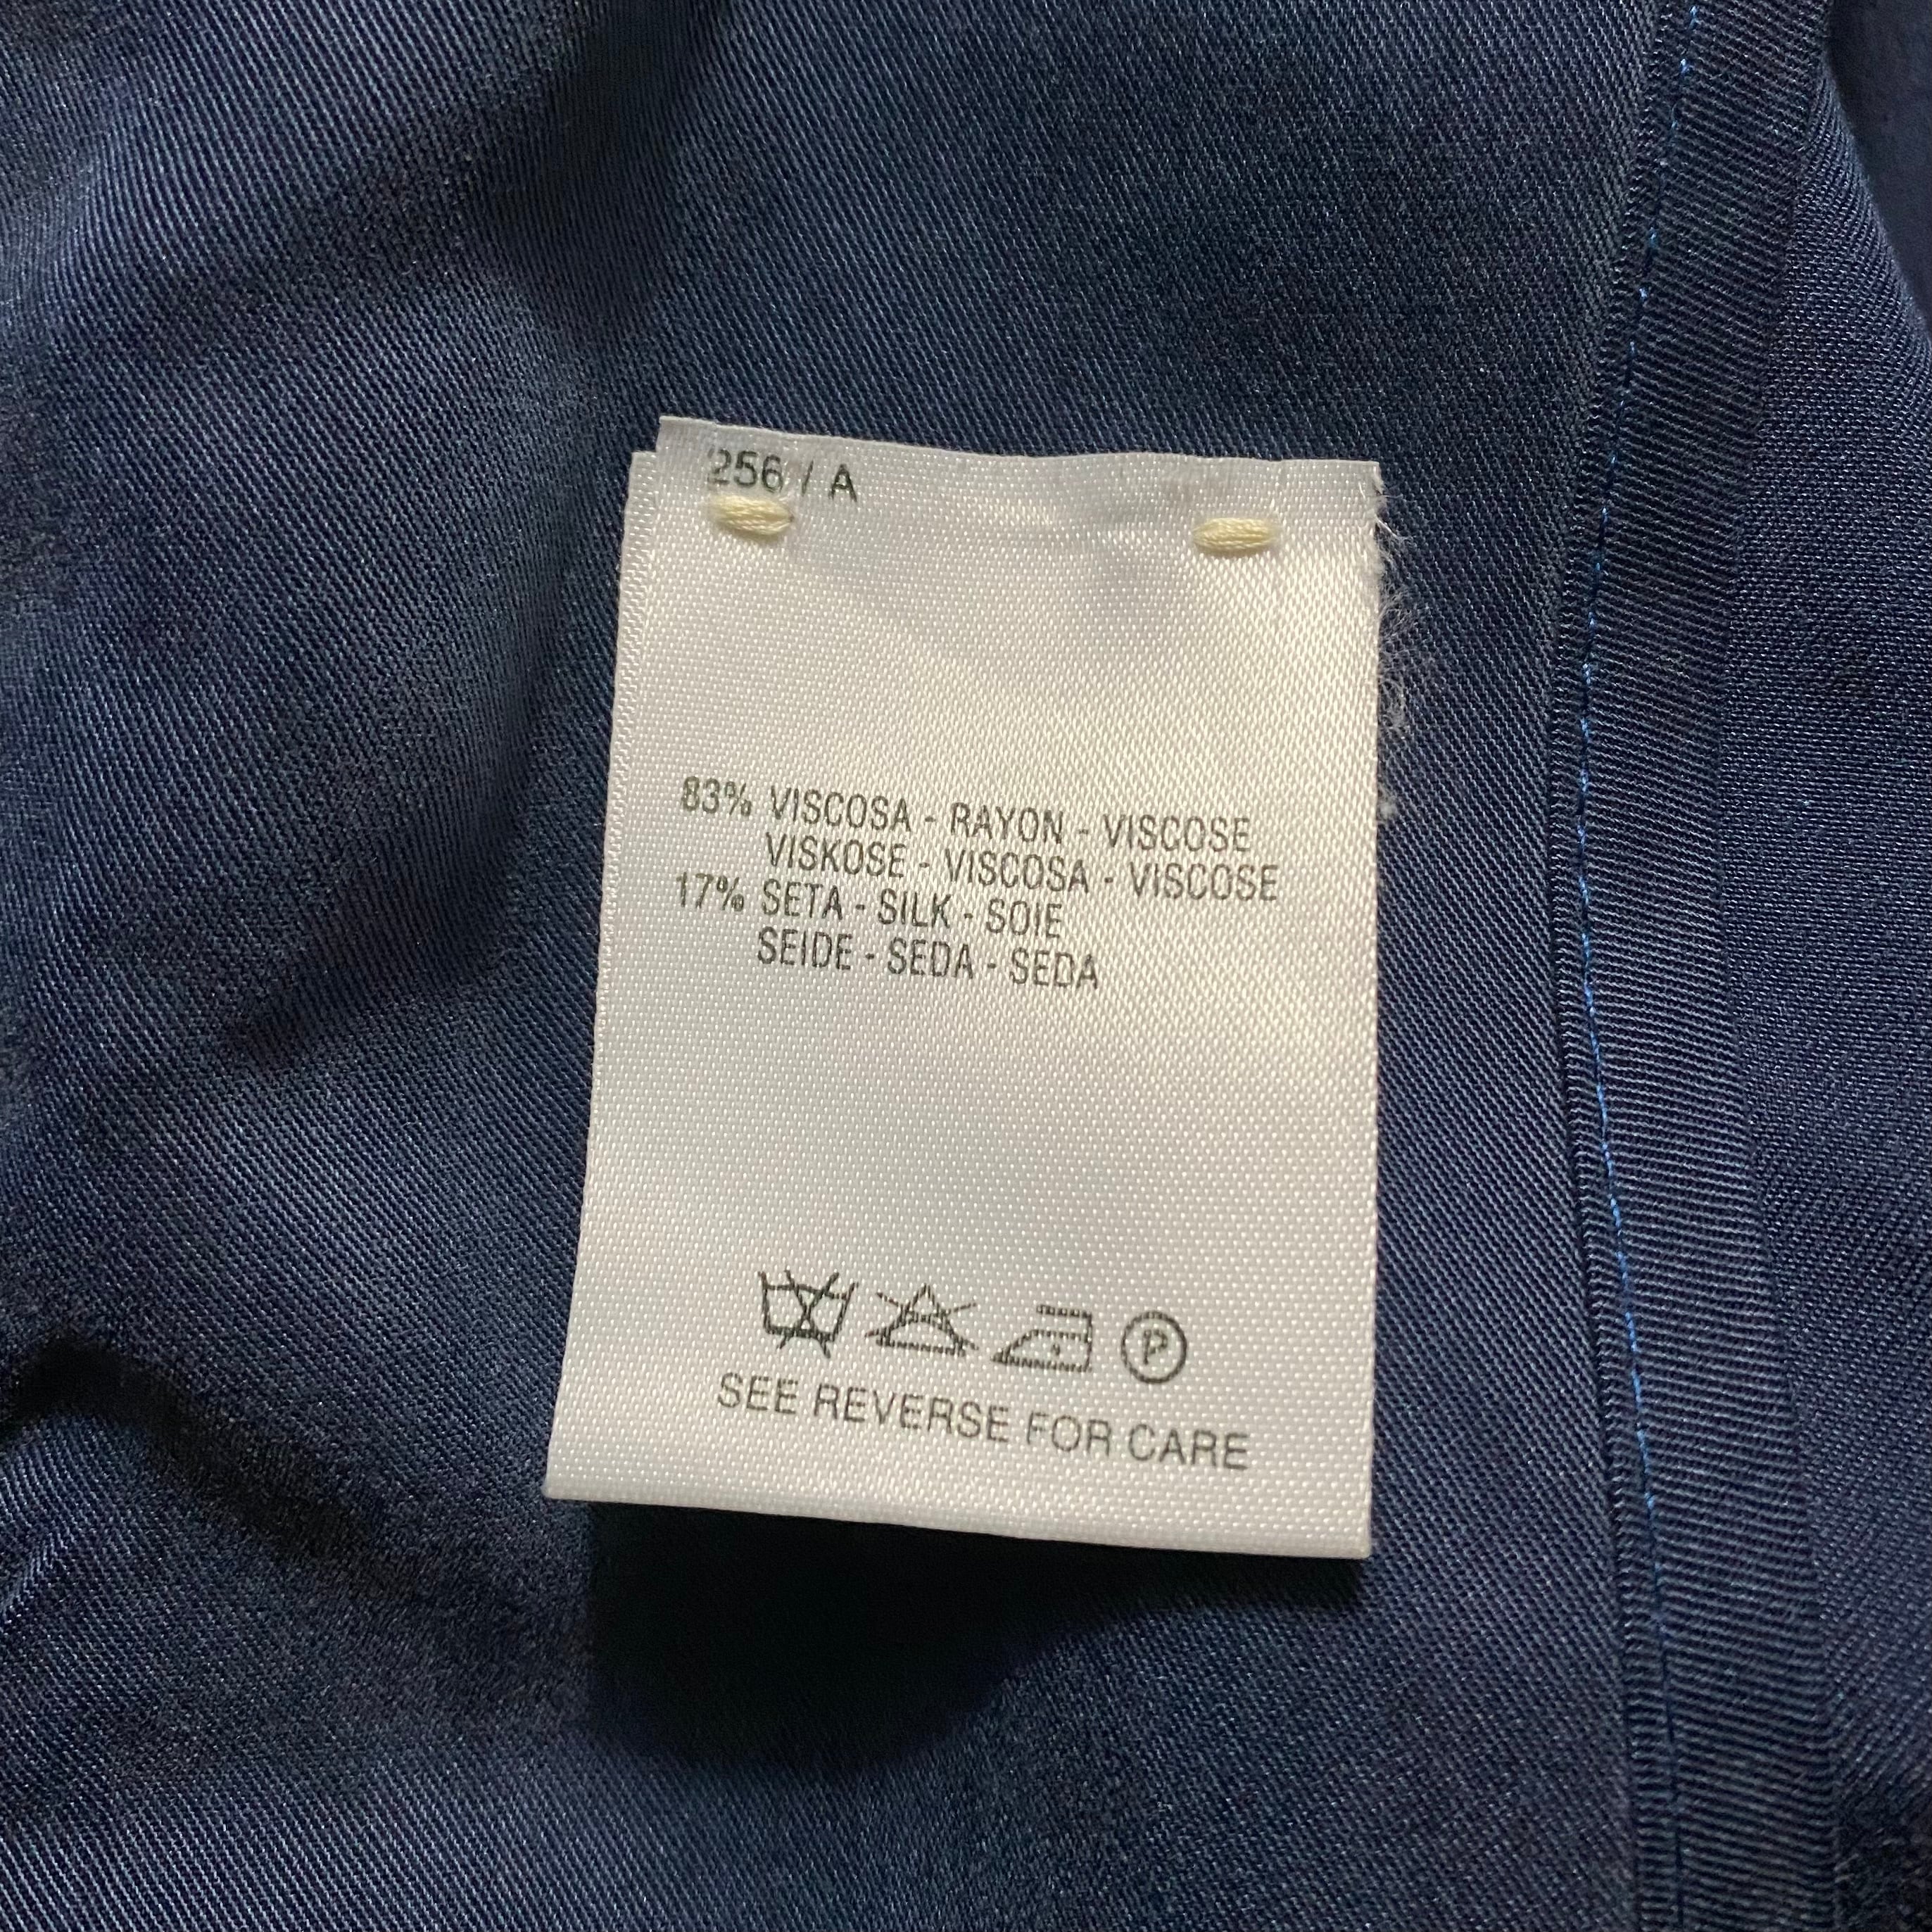 256 / A
83% VISCOSA - RAYON - VISCOSE
VISKOSE - VISCOSA - VISCOSE
17% SETA - SILK - SOIE
SEIDE - SEDA - SEDA
P
SEE REVERSE FOR CARE